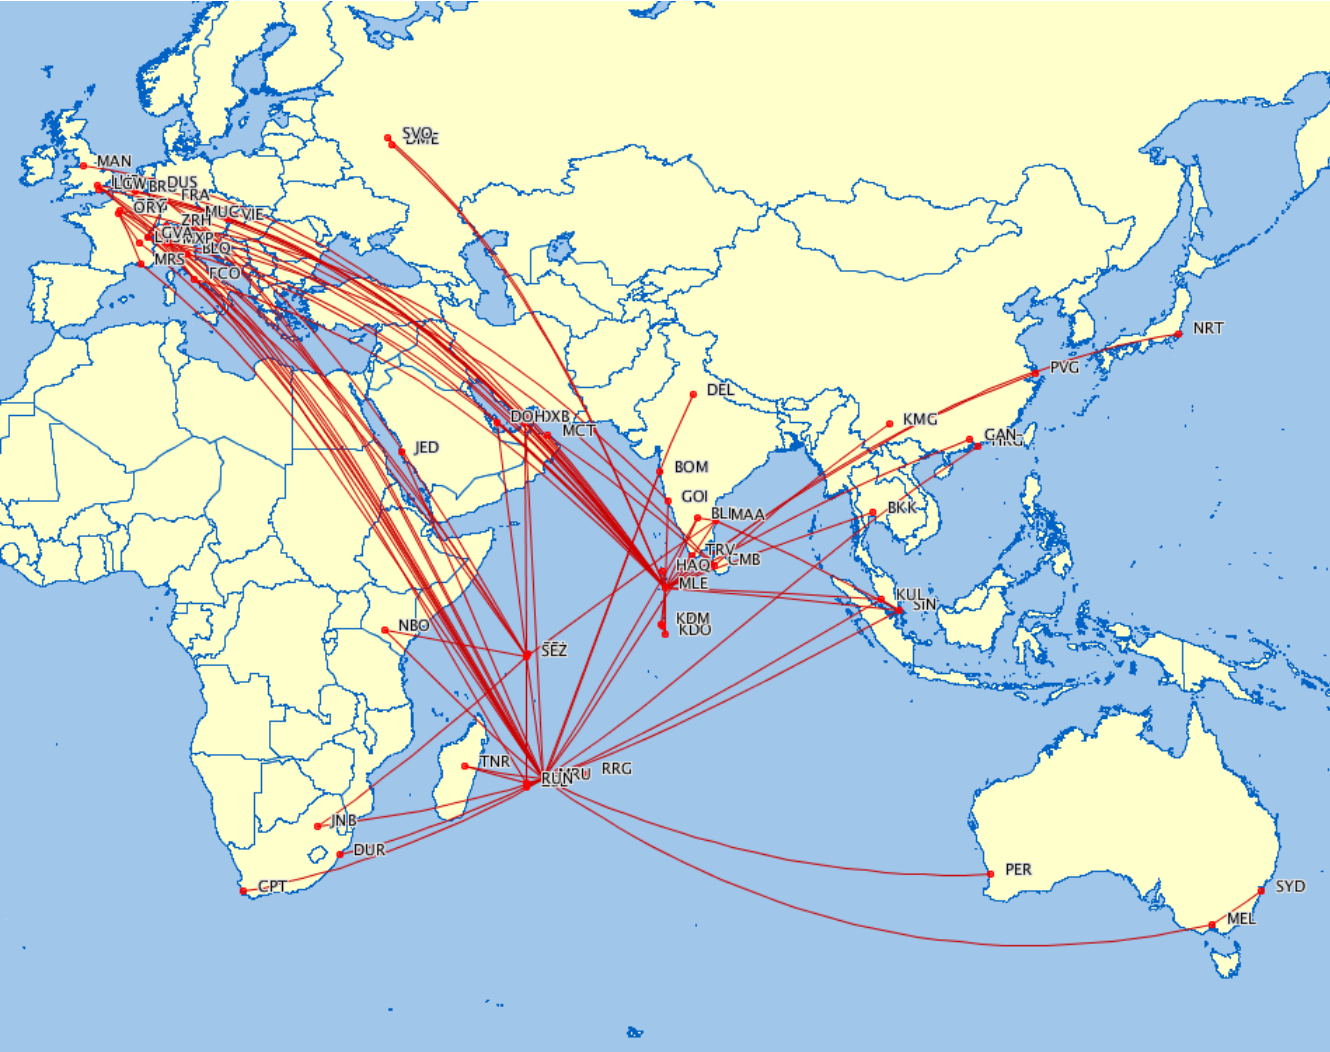 SVO
DME
MAN
LGW
DUS
FRA
ORY
MUC
VIE
ZRH
GVA
MXP
BLQ
MRS
FCO
NRT
PVG
DEL
DOH
DXB
KMG
MCT
CAN
HKG
JED
BOM
GOI
BKK
BLR
MAA
TRV
CMB
HAQ
MLE
KUL
SIN
KDM
KDO
NBO
SEZ
TNR
RUN
MRU
RRG
JNB
DUR
PER
CPT
SYD
MEL